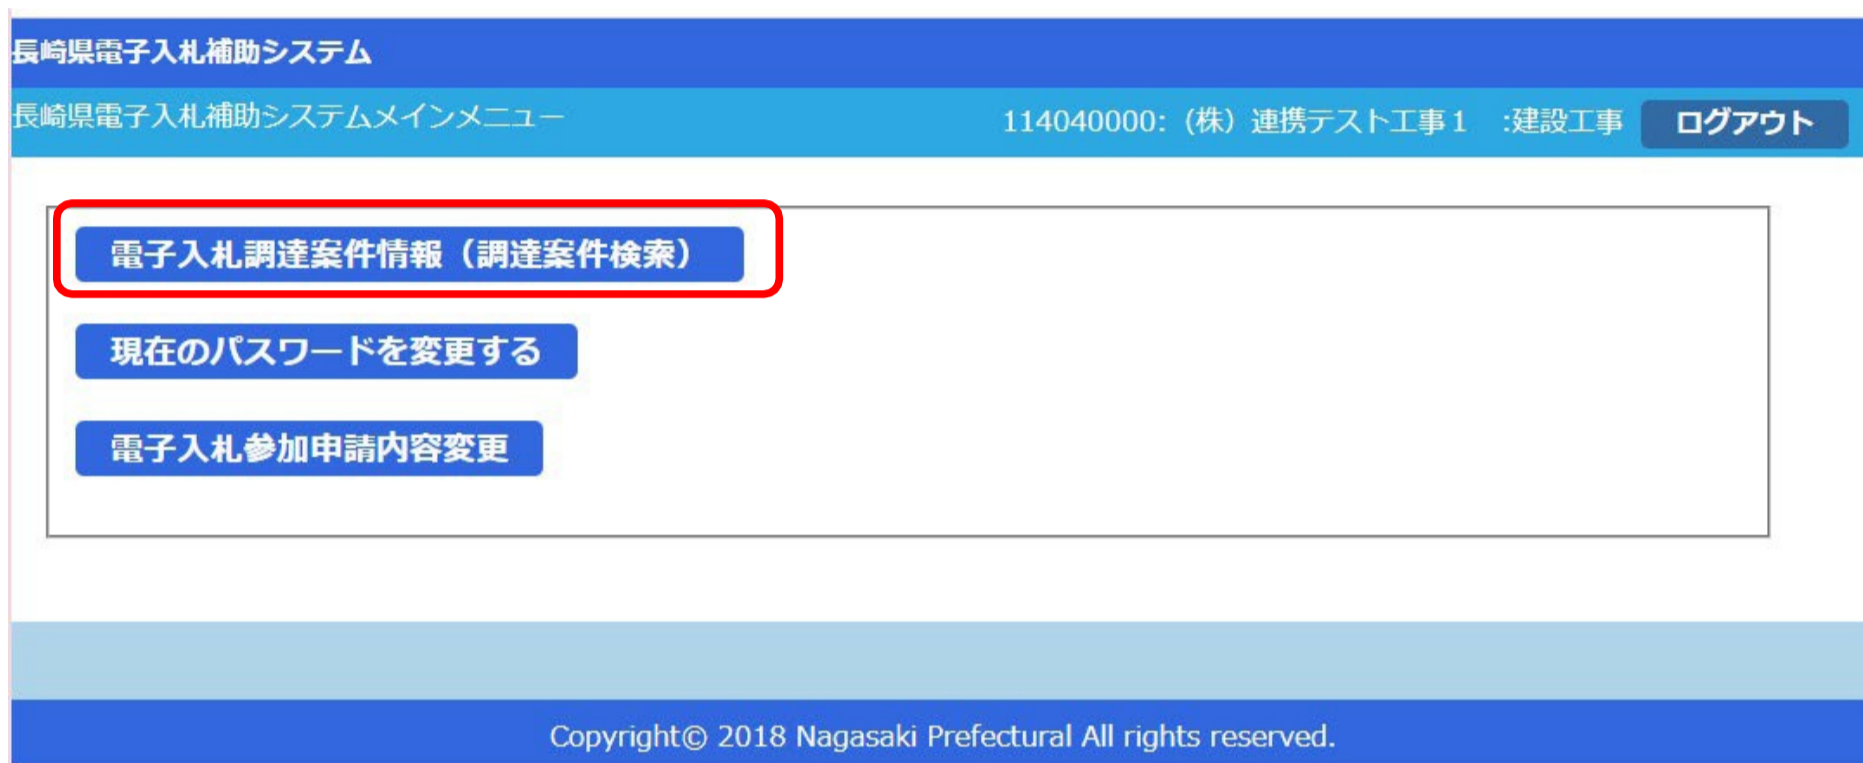 長崎県電子入札補助システム
長崎県電子入札補助システムメインメニュー 114040000:（株）連携テスト工事１ :建設工事 ログアウト
電子入札調達案件情報（調達案件検索）
現在のパスワードを変更する
電子入札参加申請内容変更
Copyright© 2018 Nagasaki Prefectural All rights reserved.